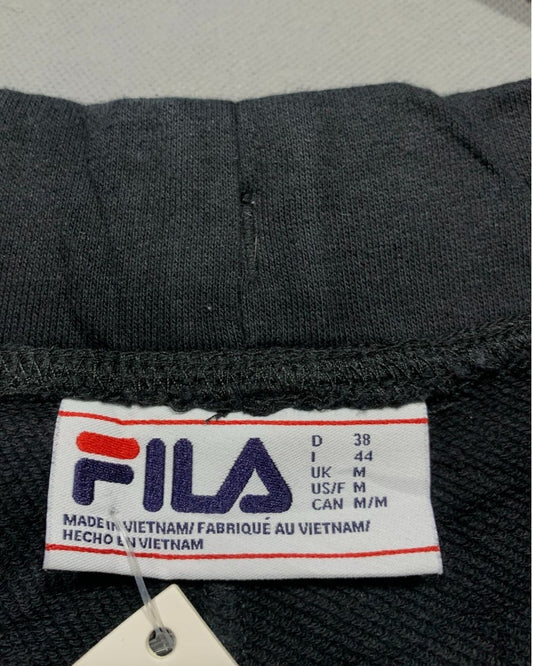 FILA
D 38
I 44
UK M
US/F M
CAN M/M
MADE IN VIETNAM/ FABRIQUÉ AU VIETNAM/
HECHO EN VIETNAM